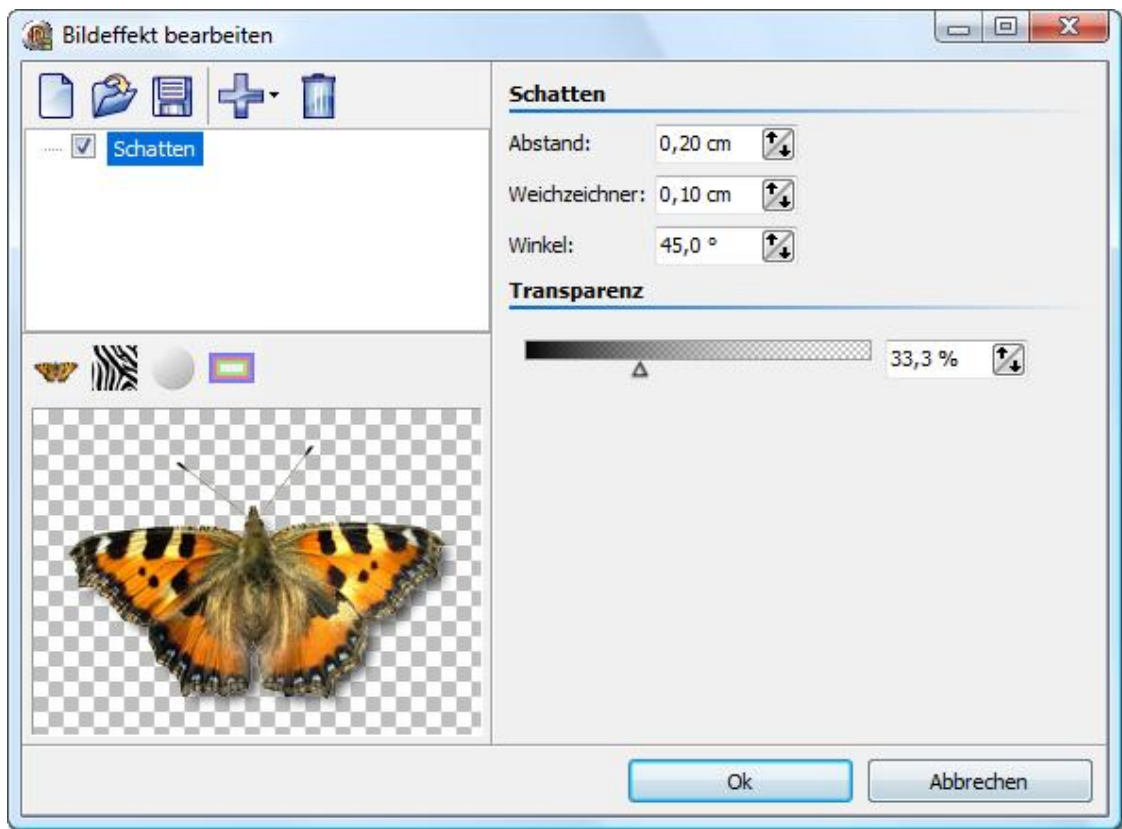 Bildeffekt bearbeiten
Schatten
Schatten
Abstand: 0,20 cm
Weichzeichner: 0,10 cm
Winkel: 45,0 °
Transparenz
33,3 %
Ok Abbrechen